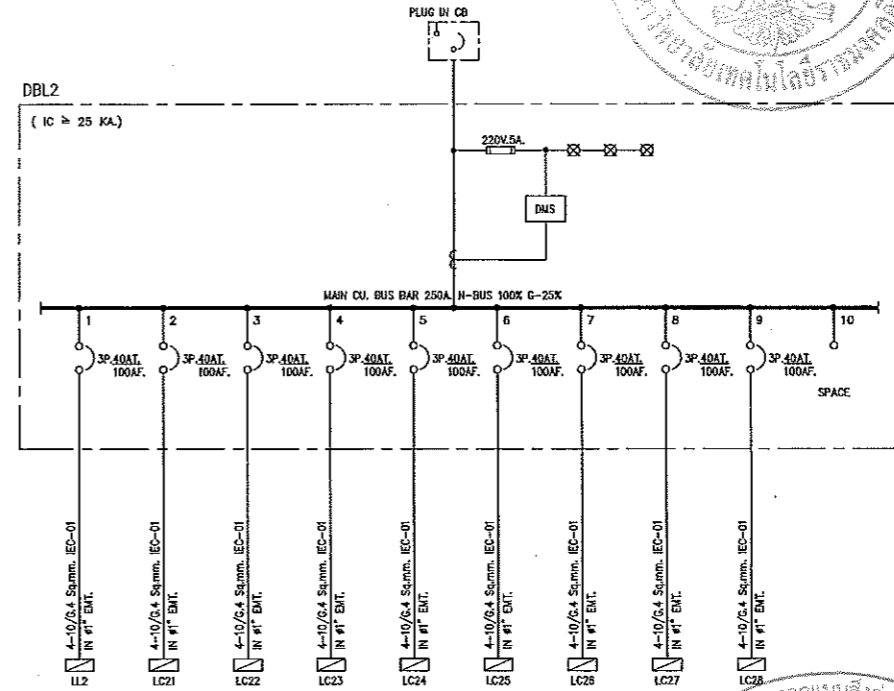 PLUG IN CB
DBL2
( IC ≥ 25 KA.)
220V.5A.
DMS
MAIN CU. BUS BAR 250A. N-BUS 100% G-25%
1 2 3 4 5 6 7 8 9 10
3P.40AT. 3P.40AT. 3P.40AT. 3P.40AT. 3P.40AT. 3P.40AT. 3P.40AT. 3P.40AT. 3P.40AT.
100AF. 100AF. 100AF. 100AF. 100AF. 100AF. 100AF. 100AF. 100AF.
SPACE
4-10/G.4 Sq.mm. IEC-01
IN ø1" EMT.
4-10/G.4 Sq.mm. IEC-01
IN ø1" EMT.
4-10/G.4 Sq.mm. IEC-01
IN ø1" EMT.
4-10/G.4 Sq.mm. IEC-01
IN ø1" EMT.
4-10/G.4 Sq.mm. IEC-01
IN ø1" EMT.
4-10/G.4 Sq.mm. IEC-01
IN ø1" EMT.
4-10/G.4 Sq.mm. IEC-01
IN ø1" EMT.
4-10/G.4 Sq.mm. IEC-01
IN ø1" EMT.
4-10/G.4 Sq.mm. IEC-01
IN ø1" EMT.
LL2 LC21 LC22 LC23 LC24 LC25 LC26 LC27 LC28